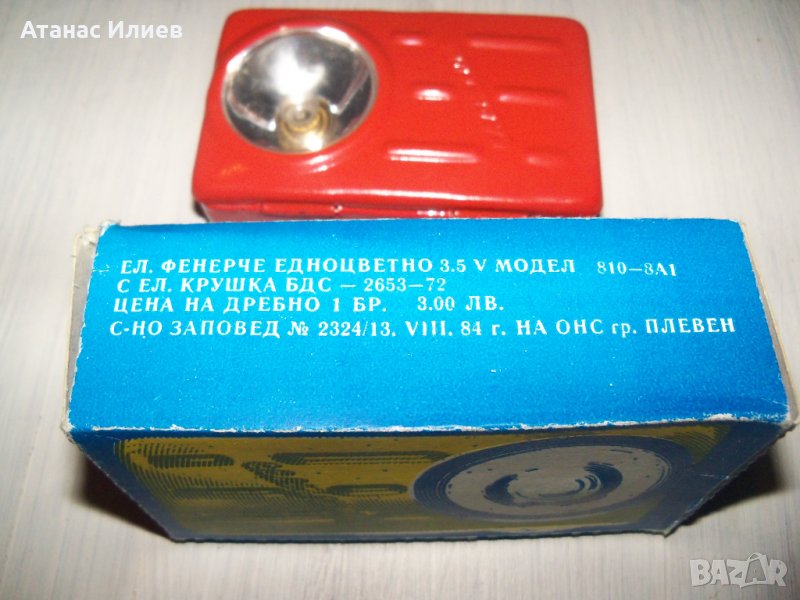 Атанас Илиев
ЕЛ. ФЕНЕРЧЕ ЕДНОЦВЕТНО 3.5 V МОДЕЛ 810–8А1
С ЕЛ. КРУШКА БДС – 2653–72
ЦЕНА НА ДРЕБНО 1 БР. 3.00 ЛВ.
С-НО ЗАПОВЕД № 2324/13. VIII. 84 г. НА ОНС гр. ПЛЕВЕН
BAZAR